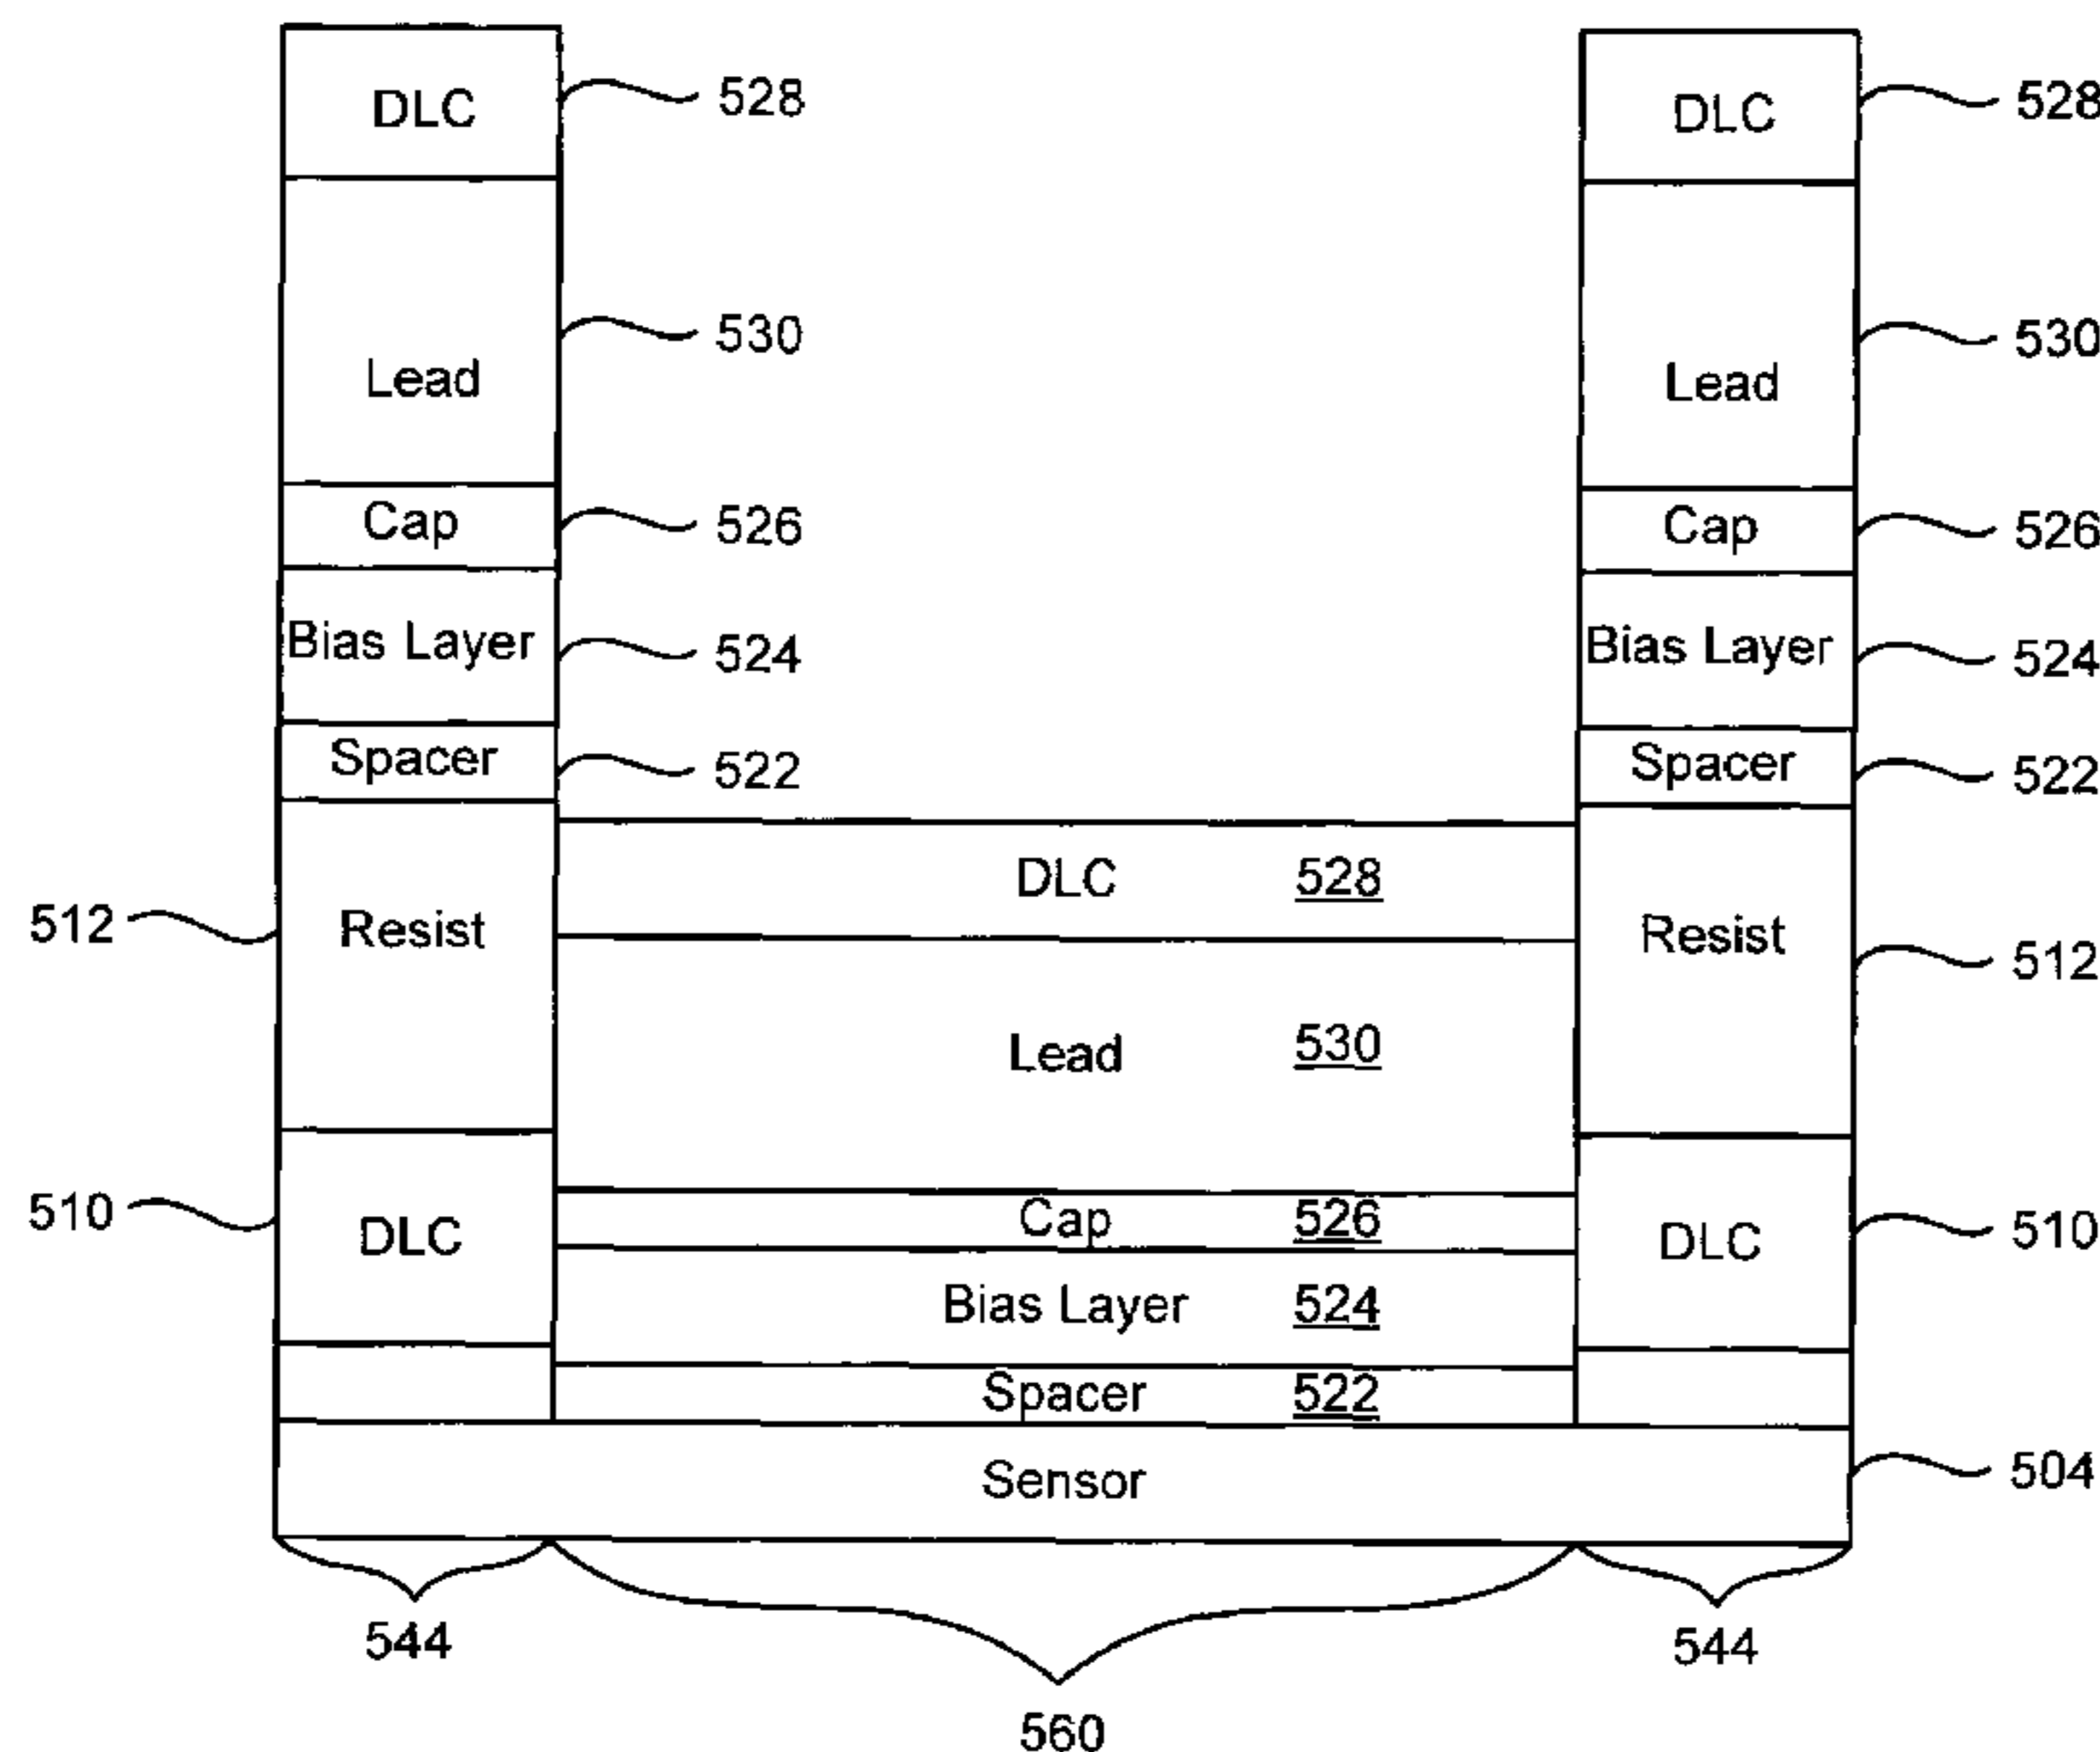 DLC 528 DLC 528
Lead 530 Lead 530
Cap 526 Cap 526
Bias Layer 524 Bias Layer 524
Spacer 522 Spacer 522
DLC 528
512 Resist Resist 512
Lead 530
510 DLC DLC 510
Cap 526
Bias Layer 524
Spacer 522
Sensor 504
544 544
560